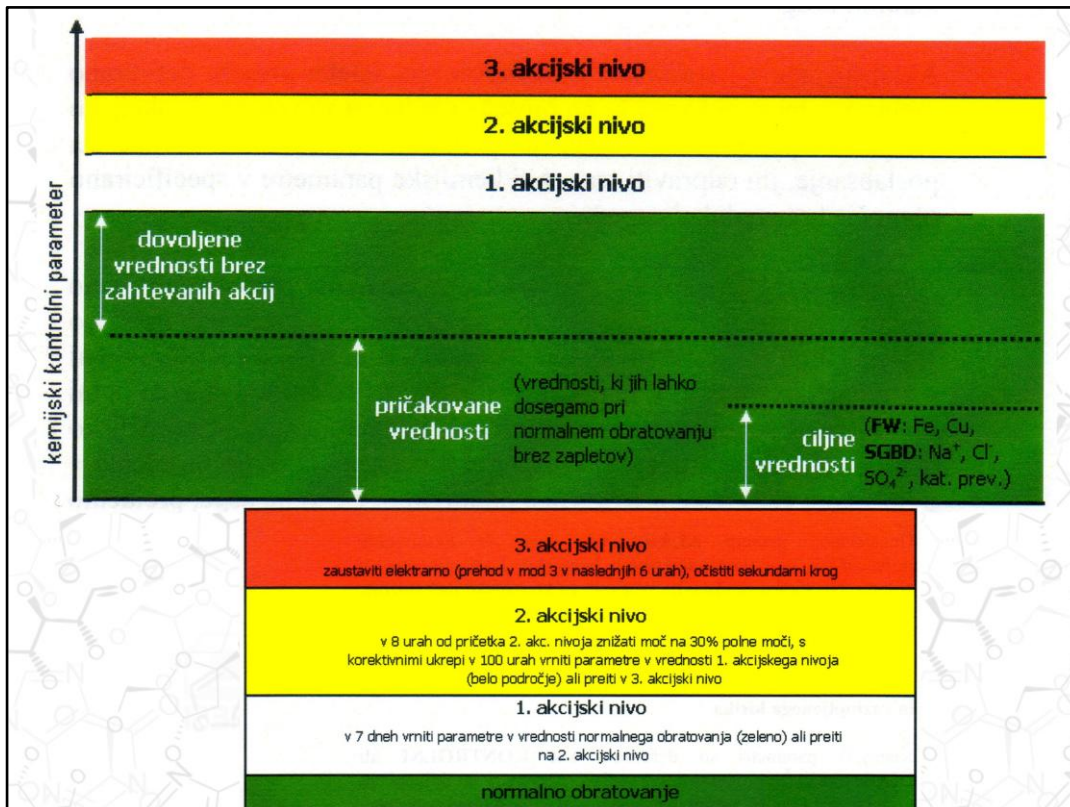 3. akcijski nivo
2. akcijski nivo
1. akcijski nivo
kemijski kontrolni parameter
dovoljene
vrednosti brez
zahtevanih akcij
pričakovane
vrednosti
(vrednosti, ki jih lahko
dosegamo pri
normalnem obratovanju
brez zapletov)
ciljne
vrednosti
(FW: Fe, Cu,
SGBD: Na⁺, Cl⁻,
SO₄²⁻, kat. prev.)
3. akcijski nivo
zaustaviti elektrarno (prehod v mod 3 v naslednjih 6 urah), očistiti sekundarni krog
2. akcijski nivo
v 8 urah od pričetka 2. akc. nivoja znižati moč na 30% polne moči, s
korektivnimi ukrepi v 100 urah vrniti parametre v vrednosti 1. akcijskega nivoja
(belo področje) ali preiti v 3. akcijski nivo
1. akcijski nivo
v 7 dneh vrniti parametre v vrednosti normalnega obratovanja (zeleno) ali preiti
na 2. akcijski nivo
normalno obratovanje